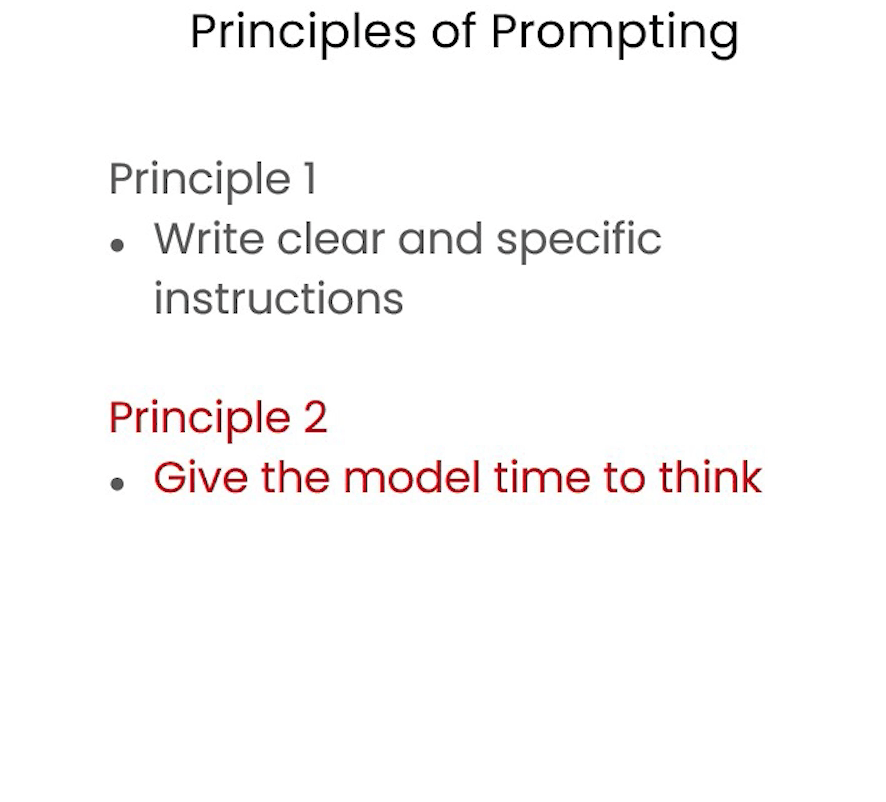 Principles of Prompting
Principle 1
• Write clear and specific
instructions
Principle 2
• Give the model time to think